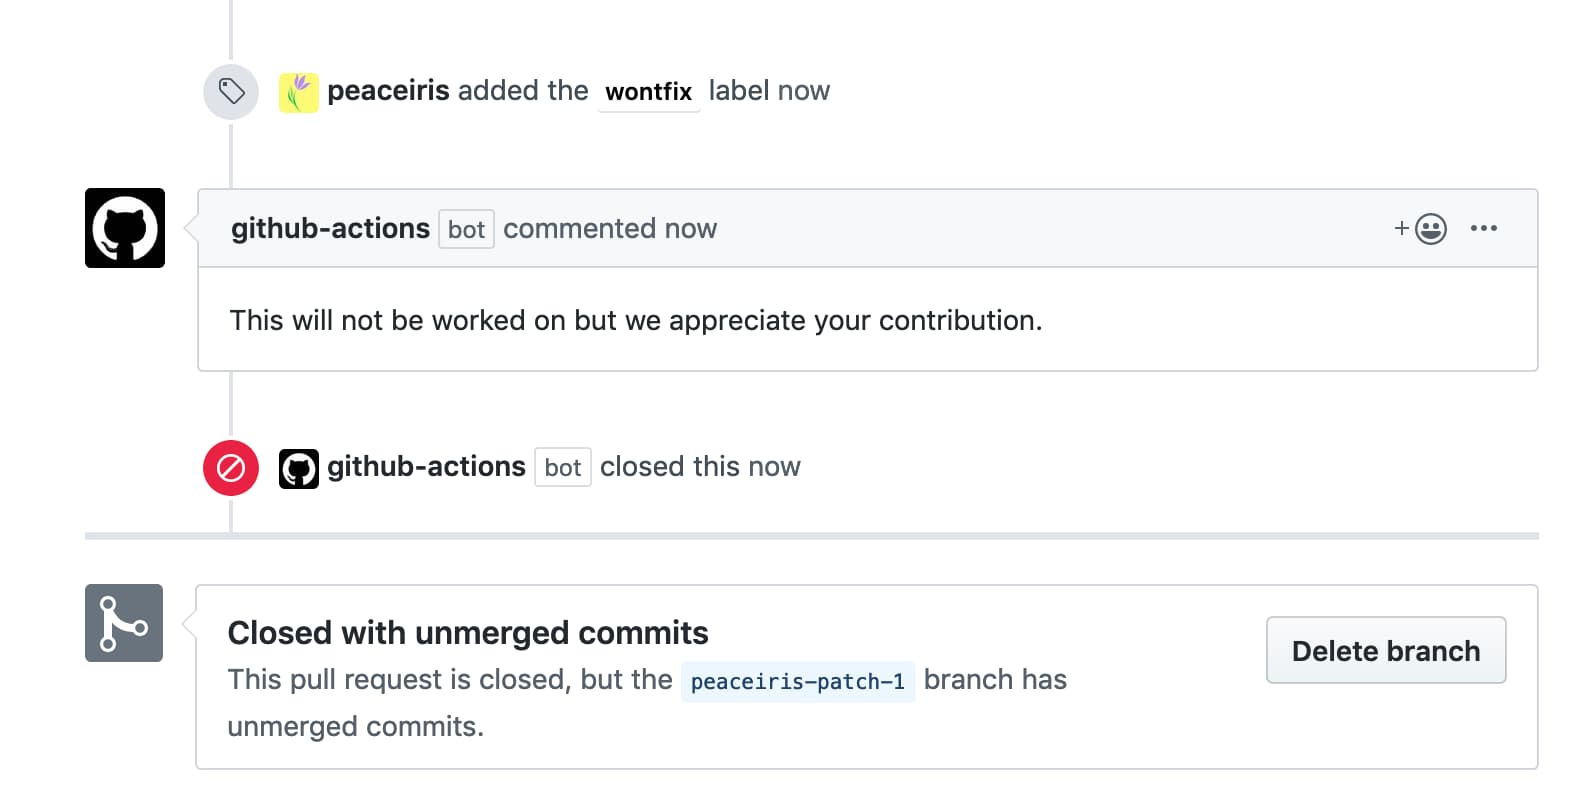 peaceiris added the wontfix label now
github-actions bot commented now
This will not be worked on but we appreciate your contribution.
github-actions bot closed this now
Closed with unmerged commits
Delete branch
This pull request is closed, but the peaceiris-patch-1 branch has
unmerged commits.